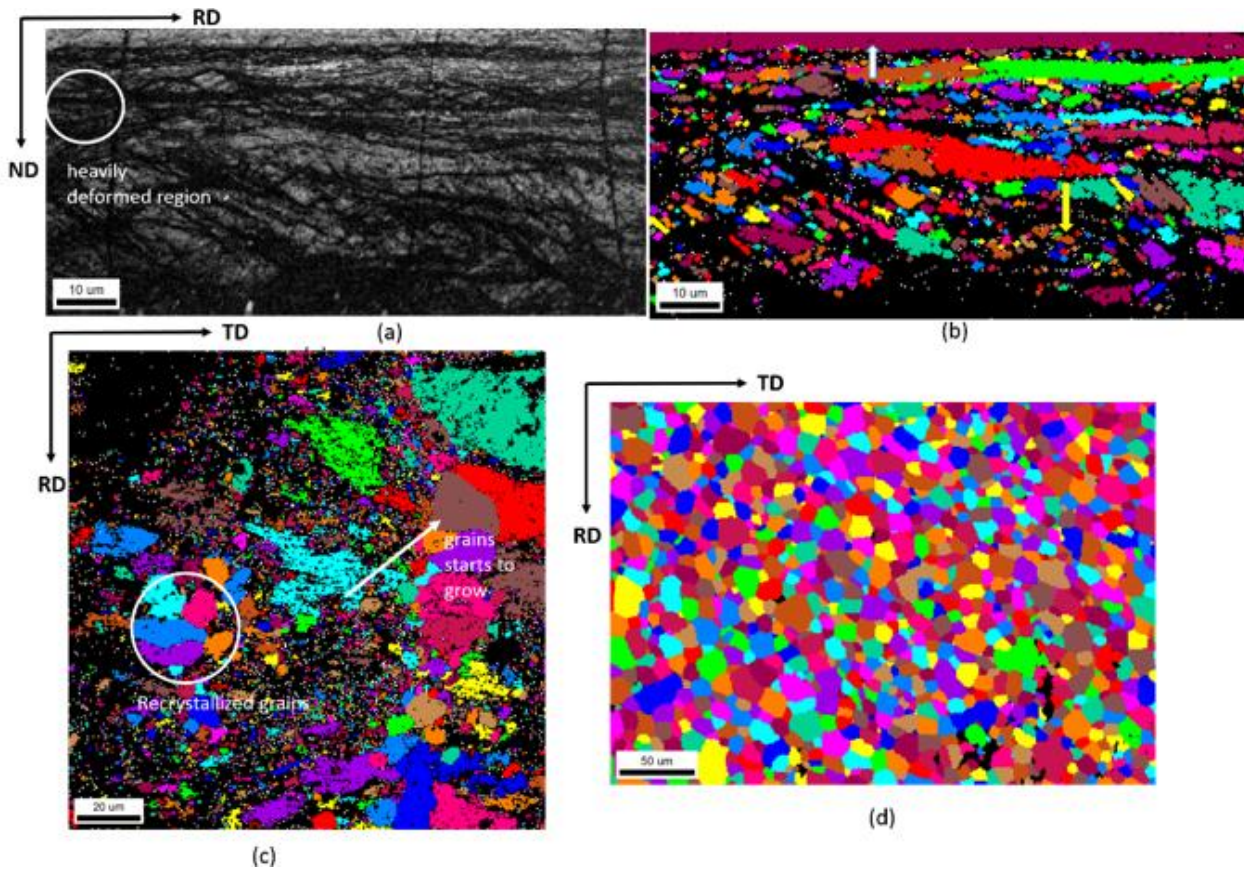 RD
ND
heavily
deformed region
10 um
(a)
10 um
(b)
TD
RD
grains
starts to
grow
Recrystallized grains
20 um
(c)
TD
RD
50 um
(d)